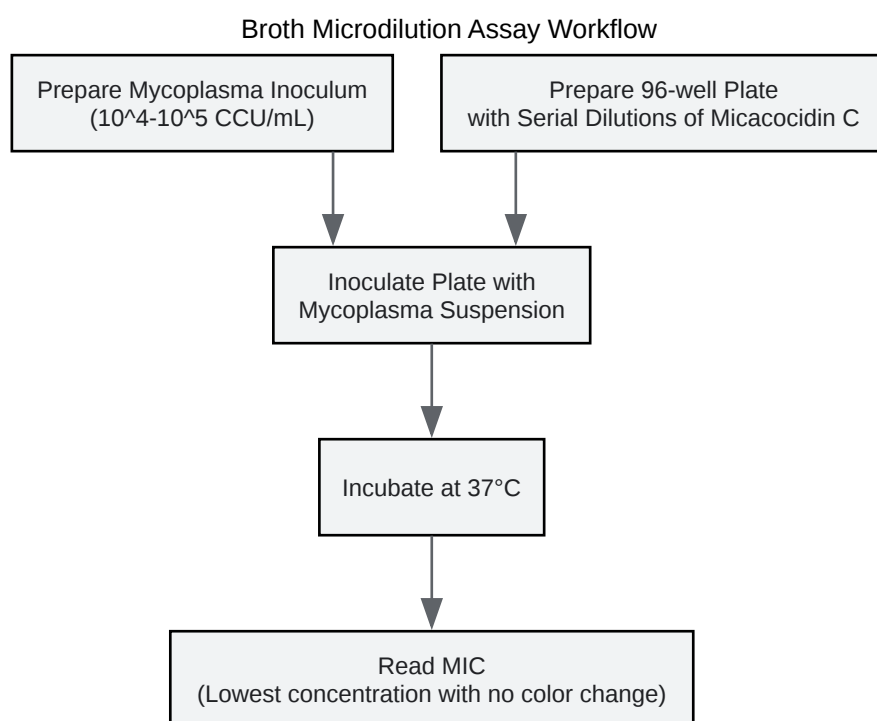 Broth Microdilution Assay Workflow
Prepare Mycoplasma Inoculum
(10^4-10^5 CCU/mL)
Prepare 96-well Plate
with Serial Dilutions of Micacocidin C
Inoculate Plate with
Mycoplasma Suspension
Incubate at 37°C
Read MIC
(Lowest concentration with no color change)